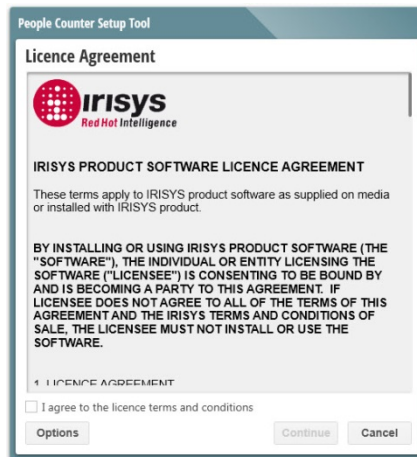 People Counter Setup Tool
Licence Agreement
irisys
Red Hot Intelligence
IRISYS PRODUCT SOFTWARE LICENCE AGREEMENT
These terms apply to IRISYS product software as supplied on media
or installed with IRISYS product.
BY INSTALLING OR USING IRISYS PRODUCT SOFTWARE (THE
"SOFTWARE"), THE INDIVIDUAL OR ENTITY LICENSING THE
SOFTWARE ("LICENSEE") IS CONSENTING TO BE BOUND BY
AND IS BECOMING A PARTY TO THIS AGREEMENT. IF
LICENSEE DOES NOT AGREE TO ALL OF THE TERMS OF THIS
AGREEMENT AND THE IRISYS TERMS AND CONDITIONS OF
SALE, THE LICENSEE MUST NOT INSTALL OR USE THE
SOFTWARE.
1. LICENCE AGREEMENT
I agree to the licence terms and conditions
Options Continue Cancel